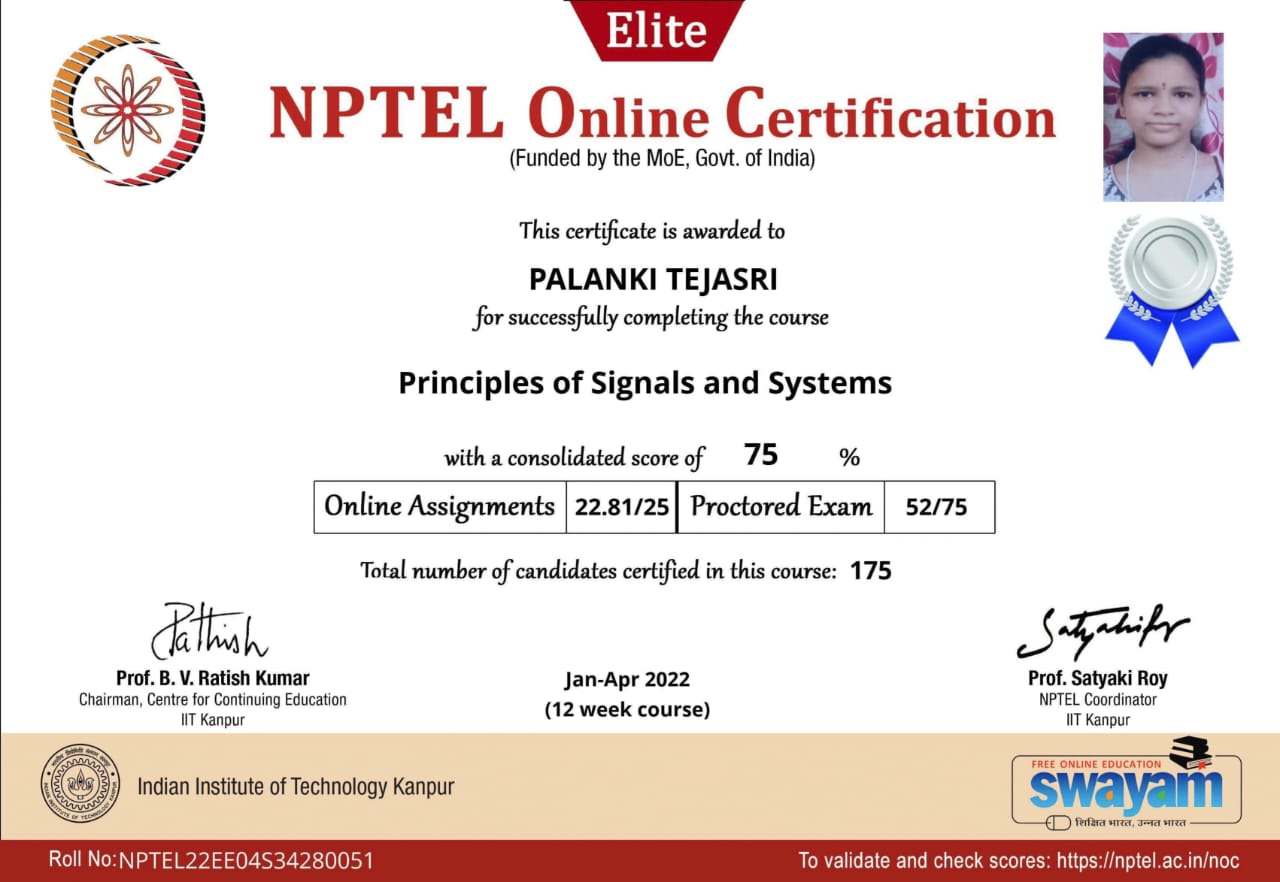 Elite
NPTEL Online Certification
(Funded by the MoE, Govt. of India)
This certificate is awarded to
PALANKI TEJASRI
for successfully completing the course
Principles of Signals and Systems
with a consolidated score of 75 %
Online Assignments 22.81/25 Proctored Exam 52/75
Total number of candidates certified in this course: 175
Prof. B. V. Ratish Kumar
Chairman, Centre for Continuing Education
IIT Kanpur
Jan-Apr 2022
(12 week course)
Prof. Satyaki Roy
NPTEL Coordinator
IIT Kanpur
Indian Institute of Technology Kanpur
FREE ONLINE EDUCATION
swayam
शिक्षित भारत, उन्नत भारत
Roll No:NPTEL22EE04S34280051
To validate and check scores: https://nptel.ac.in/noc